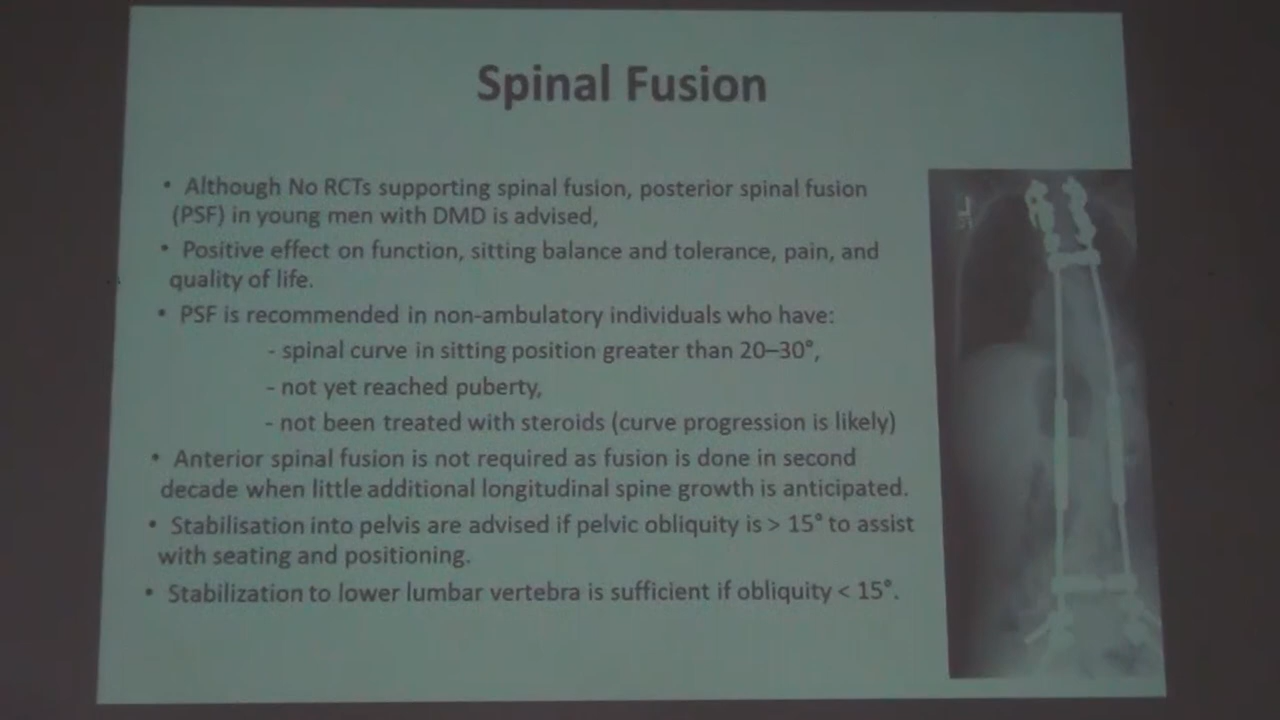 Spinal Fusion
• Although No RCTs supporting spinal fusion, posterior spinal fusion
(PSF) in young men with DMD is advised,
• Positive effect on function, sitting balance and tolerance, pain, and
quality of life.
• PSF is recommended in non-ambulatory individuals who have:
- spinal curve in sitting position greater than 20–30°,
- not yet reached puberty,
- not been treated with steroids (curve progression is likely)
• Anterior spinal fusion is not required as fusion is done in second
decade when little additional longitudinal spine growth is anticipated.
• Stabilisation into pelvis are advised if pelvic obliquity is > 15° to assist
with seating and positioning.
• Stabilization to lower lumbar vertebra is sufficient if obliquity < 15°.